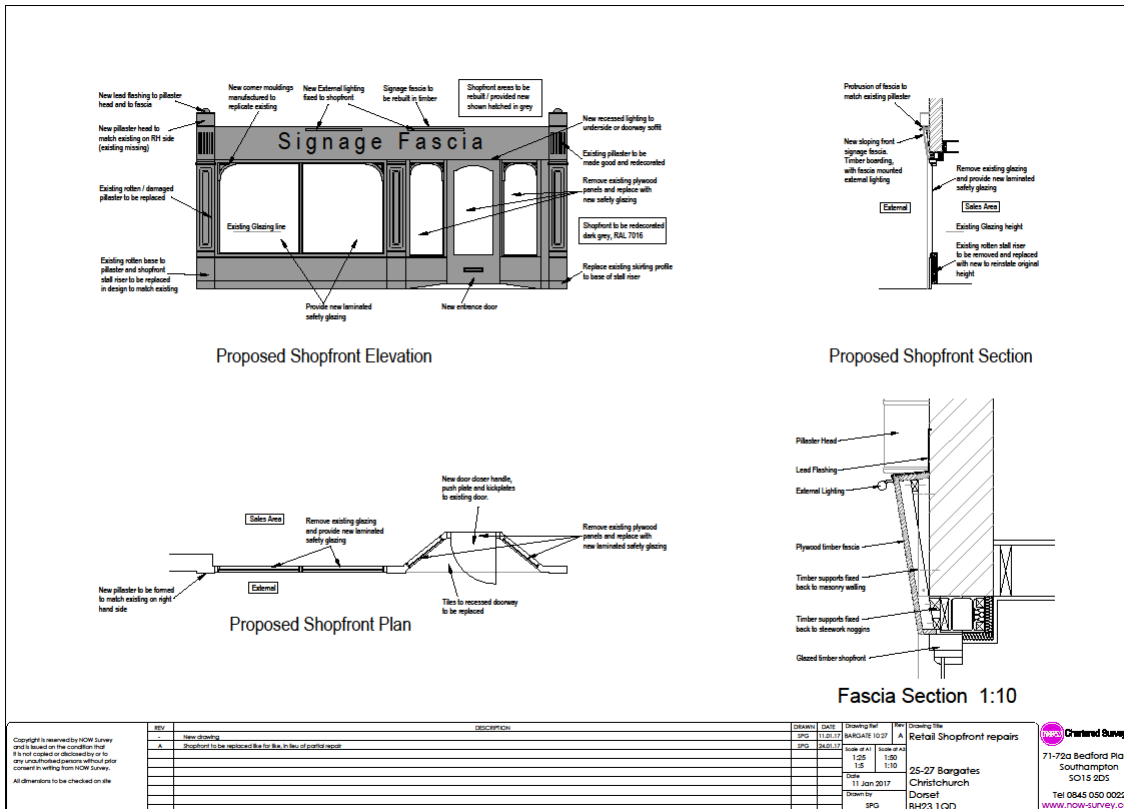 New lead flashing to pillaster
head and to fascia
New pillaster head to
match existing on RH side
(existing missing)
Existing rotten / damaged
pillaster to be replaced
Existing rotten base to
pillaster and shopfront
stall riser to be replaced
in design to match existing
New corner mouldings
manufactured to
replicate existing
New External lighting
fixed to shopfront
Signage fascia to
be rebuilt in timber
Shopfront areas to be
rebuilt / provided new
shown hatched in grey
Signage Fascia
Existing Glazing line
Provide new laminated
safety glazing
New entrance door
New recessed lighting to
underside or doorway soffit
Existing pillaster to be
made good and redecorated
Remove existing plywood
panels and replace with
new safety glazing
Shopfront to be redecorated
dark grey, RAL 7016
Replace existing skirting profile
to base of stall riser
Proposed Shopfront Elevation
Protrusion of fascia to
match existing pillaster
New sloping front
signage fascia.
Timber boarding,
with fascia mounted
external lighting
External
Sales Area
Remove existing glazing
and provide new laminated
safety glazing
Existing Glazing height
Existing rotten stall riser
to be removed and replaced
with new to reinstate original
height
Proposed Shopfront Section
Sales Area
Remove existing glazing
and provide new laminated
safety glazing
External
New pillaster to be formed
to match existing on right
hand side
New door closer handle,
push plate and kickplates
to existing door.
Remove existing plywood
panels and replace with
new laminated safety glazing
Tiles to recessed doorway
to be replaced
Proposed Shopfront Plan
Pillaster Head
Lead Flashing
External Lighting
Plywood timber fascia
Timber supports fixed
back to masonry walling
Timber supports fixed
back to steework noggins
Glazed timber shopfront
Fascia Section 1:10
Copyright is reserved by NOW Survey
and is issued on the condition that
it is not copied or disclosed by or to
any unauthorised persons without prior
consent in writing from NOW Survey.
All dimensions to be checked on site
REV DESCRIPTION DRAWN DATE
- New drawing SPG 11.01.17
A Shopfront to be replaced like for like, in lieu of partial repair SPG 24.01.17
Drawing Ref Rev
BARGATE 10:27 A
Scale at A1 Scale at A3
1:25 1:50
1:5 1:10
Date
11 Jan 2017
Drawn by
SPG
Drawing Title
Retail Shopfront repairs
25-27 Bargates
Christchurch
Dorset
BH23 1QD
Chartered Survey
71-72a Bedford Pla
Southampton
SO15 2DS
Tel 0845 050 0022
www.now-survey.c